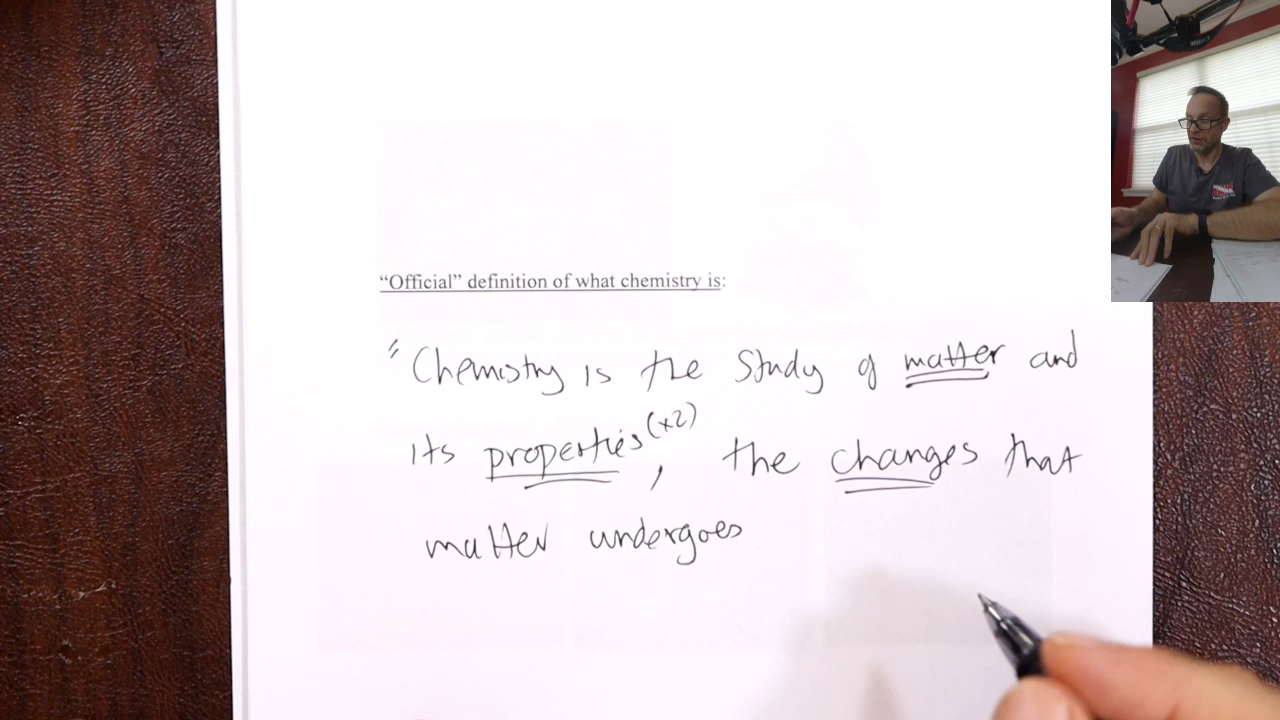 “Official” definition of what chemistry is:
“Chemistry is the study of matter and
its properties (x2), the changes that
matter undergoes